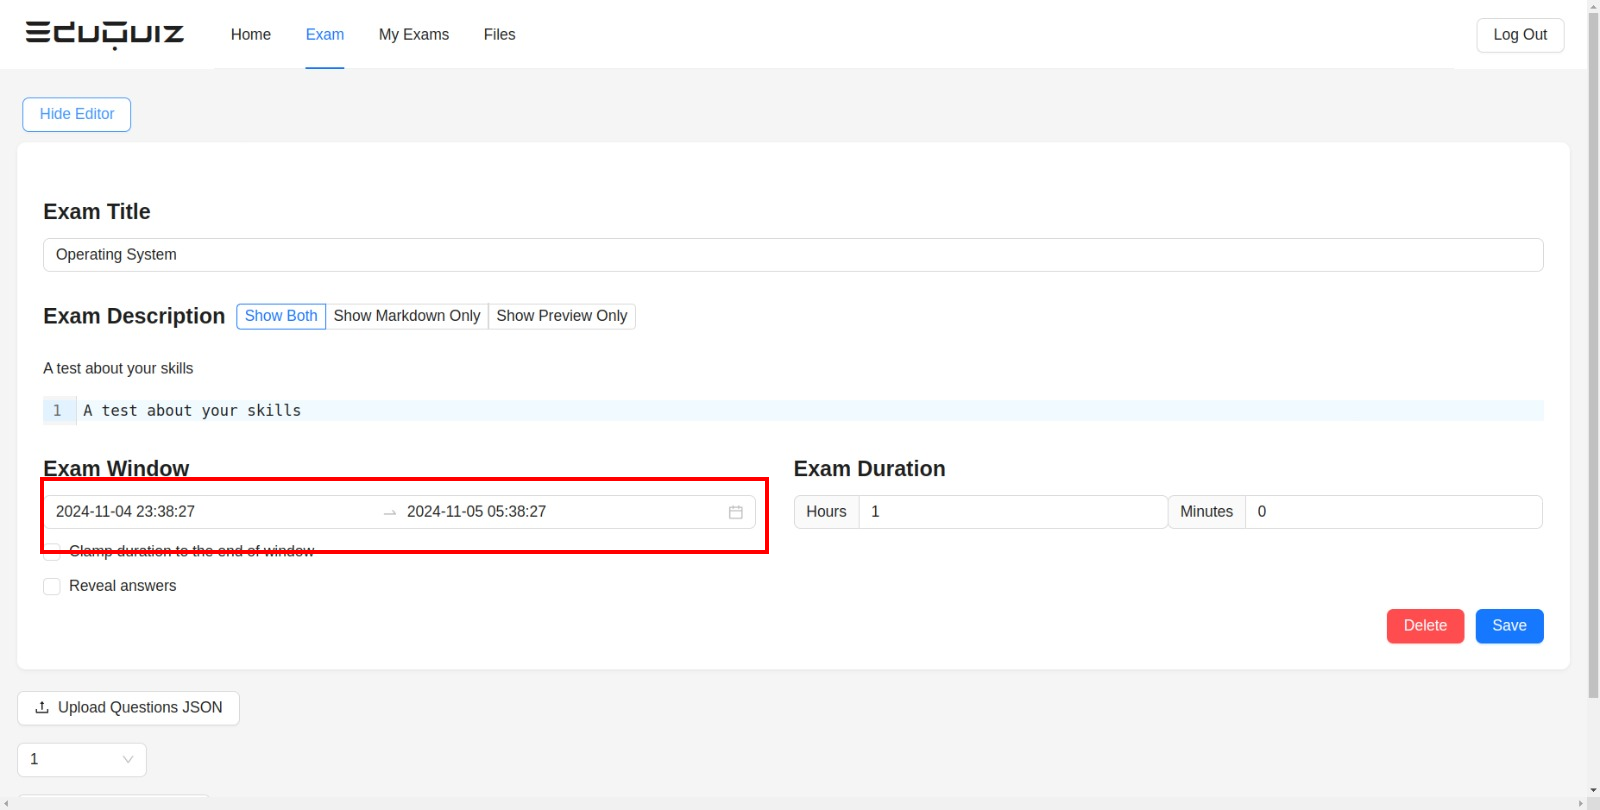 EDUQUIZ Home Exam My Exams Files Log Out
Hide Editor
Exam Title
Operating System
Exam Description Show Both Show Markdown Only Show Preview Only
A test about your skills
1 A test about your skills
Exam Window Exam Duration
2024-11-04 23:38:27 → 2024-11-05 05:38:27 Hours 1 Minutes 0
Clamp duration to the end of window
Reveal answers
Delete Save
Upload Questions JSON
1